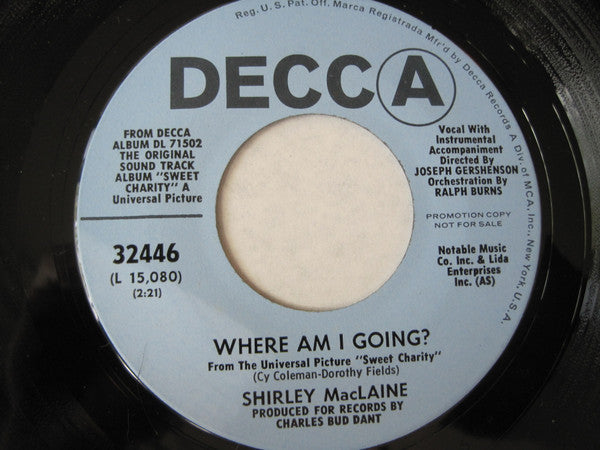 Reg. U.S. Pat. Off. Marca Registrada Mfr'd by Decca Records A Div. of MCA, Inc., New York, U.S.A.
DECCA
FROM DECCA
ALBUM DL 71502
THE ORIGINAL
SOUND TRACK
ALBUM "SWEET
CHARITY" A
Universal Picture
Vocal With
Instrumental
Accompaniment
Directed By
JOSEPH GERSHENSON
Orchestration By
RALPH BURNS
PROMOTION COPY
NOT FOR SALE
32446
(L 15,080)
(2:21)
Notable Music
Co. Inc. & Lida
Enterprises
Inc. (AS)
WHERE AM I GOING?
From The Universal Picture "Sweet Charity"
(Cy Coleman-Dorothy Fields)
SHIRLEY MacLAINE
PRODUCED FOR RECORDS BY
CHARLES BUD DANT